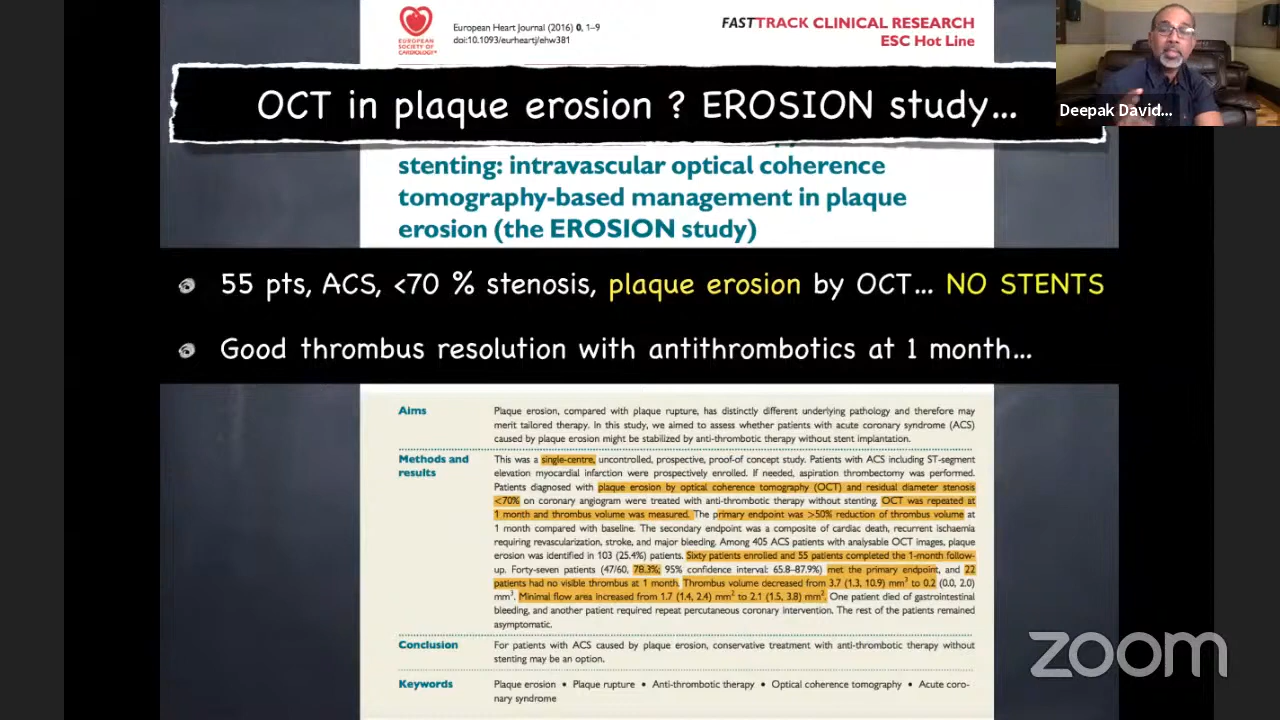 EUROPEAN
SOCIETY OF
CARDIOLOGY®
European Heart Journal (2016) 0, 1–9
doi:10.1093/eurheartj/ehw381
FASTTRACK CLINICAL RESEARCH
ESC Hot Line
Deepak David...
OCT in plaque erosion ? EROSION study...
stenting: intravascular optical coherence
tomography-based management in plaque
erosion (the EROSION study)
55 pts, ACS, <70 % stenosis, plaque erosion by OCT... NO STENTS
Good thrombus resolution with antithrombotics at 1 month...
Aims
Plaque erosion, compared with plaque rupture, has distinctly different underlying pathology and therefore may
merit tailored therapy. In this study, we aimed to assess whether patients with acute coronary syndrome (ACS)
caused by plaque erosion might be stabilized by anti-thrombotic therapy without stent implantation.
Methods and
results
This was a single-centre, uncontrolled, prospective, proof-of concept study. Patients with ACS including ST-segment
elevation myocardial infarction were prospectively enrolled. If needed, aspiration thrombectomy was performed.
Patients diagnosed with plaque erosion by optical coherence tomography (OCT) and residual diameter stenosis
<70% on coronary angiogram were treated with anti-thrombotic therapy without stenting. OCT was repeated at
1 month and thrombus volume was measured. The primary endpoint was >50% reduction of thrombus volume at
1 month compared with baseline. The secondary endpoint was a composite of cardiac death, recurrent ischaemia
requiring revascularization, stroke, and major bleeding. Among 405 ACS patients with analysable OCT images, plaque
erosion was identified in 103 (25.4%) patients. Sixty patients enrolled and 55 patients completed the 1-month follow-
up. Forty-seven patients (47/60, 78.3%; 95% confidence interval: 65.8–87.9%) met the primary endpoint, and 22
patients had no visible thrombus at 1 month. Thrombus volume decreased from 3.7 (1.3, 10.9) mm³ to 0.2 (0.0, 2.0)
mm³. Minimal flow area increased from 1.7 (1.4, 2.4) mm² to 2.1 (1.5, 3.8) mm². One patient died of gastrointestinal
bleeding, and another patient required repeat percutaneous coronary intervention. The rest of the patients remained
asymptomatic.
Conclusion
For patients with ACS caused by plaque erosion, conservative treatment with anti-thrombotic therapy without
stenting may be an option.
Keywords
Plaque erosion • Plaque rupture • Anti-thrombotic therapy • Optical coherence tomography • Acute coro-
nary syndrome
zoom